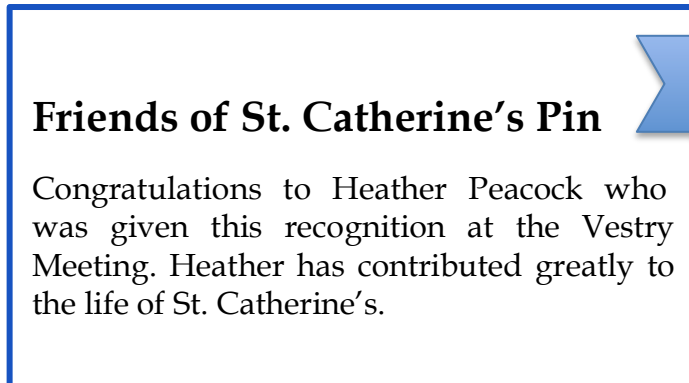 Friends of St. Catherine’s Pin
Congratulations to Heather Peacock who
was given this recognition at the Vestry
Meeting. Heather has contributed greatly to
the life of St. Catherine’s.